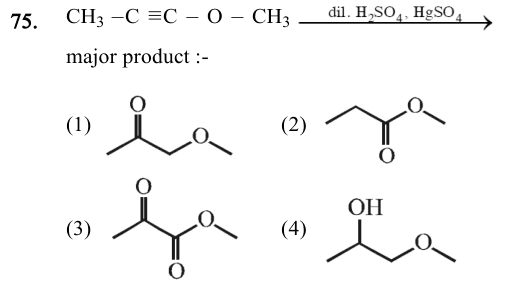 75. CH₃ –C ≡C – O – CH₃ dil. H₂SO₄, HgSO₄
major product :-
(1) O O (2) O O
(3) O O O (4) OH O